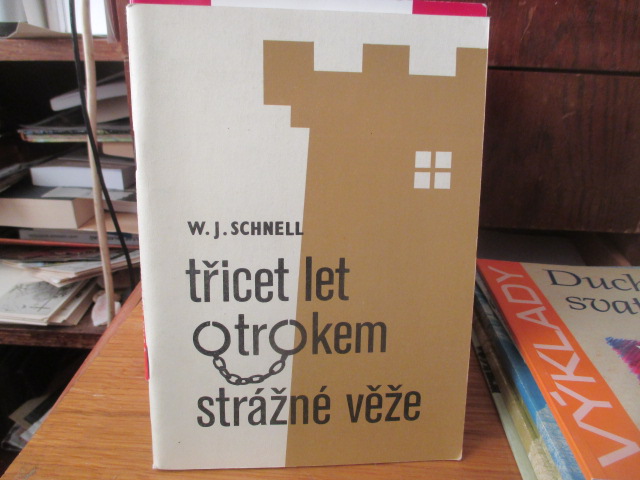 W. J. SCHNELL
třicet let
otrokem
strážné věže
VÝKLADY
Duch
svat